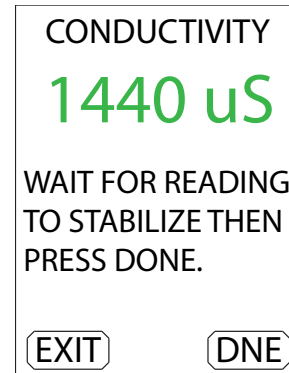 CONDUCTIVITY
1440 uS
WAIT FOR READING
TO STABILIZE THEN
PRESS DONE.
EXIT DNE